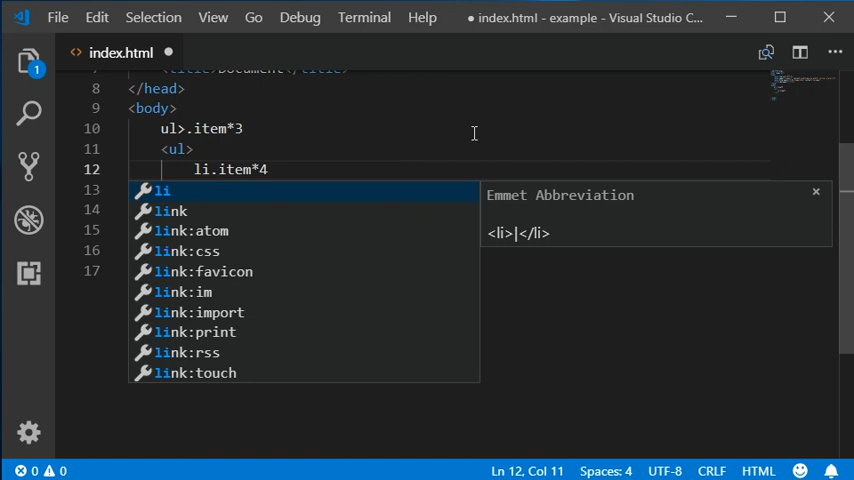 File Edit Selection View Go Debug Terminal Help ● index.html - example - Visual Studio C...
<> index.html ●
1
<title>Document</title>
8 </head>
9 <body>
10 ul>.item*3
11 <ul>
12 li.item*4
13 li
14 link
15 link:atom
16 link:css
17 link:favicon
link:im
link:import
link:print
link:rss
link:touch
Emmet Abbreviation ×
<li>|</li>
0 0 Ln 12, Col 11 Spaces: 4 UTF-8 CRLF HTML